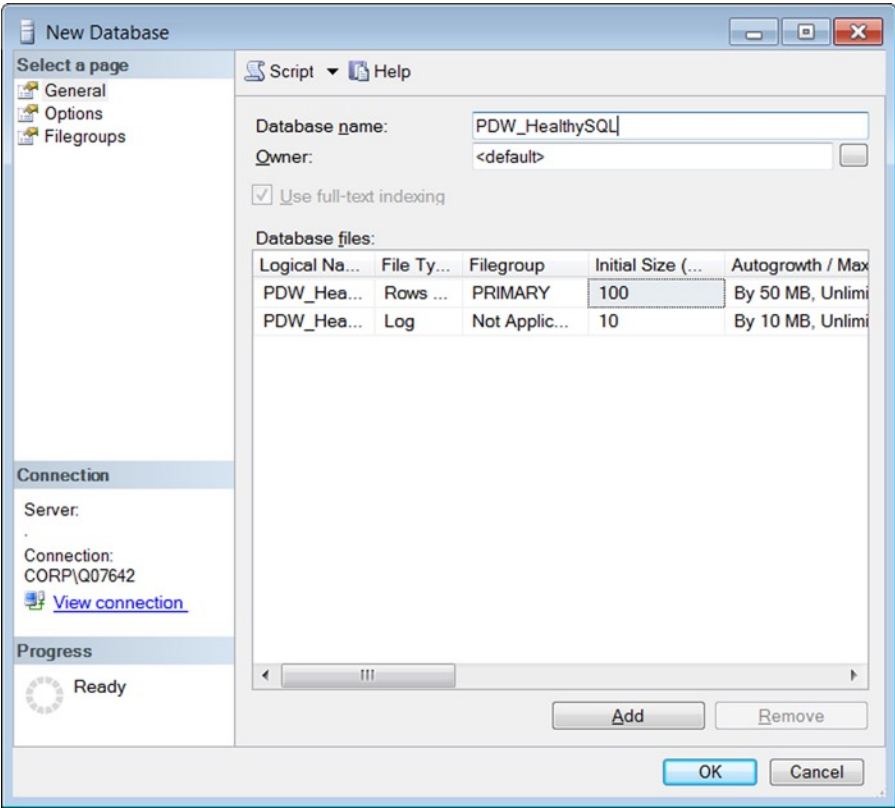 New Database
Select a page
General
Options
Filegroups
Script Help
Database name: PDW_HealthySQL
Owner: <default>
Use full-text indexing
Database files:
Logical Na... File Ty... Filegroup Initial Size (... Autogrowth / Max
PDW_Hea... Rows ... PRIMARY 100 By 50 MB, Unlimi
PDW_Hea... Log Not Applic... 10 By 10 MB, Unlimi
Connection
Server:
.
Connection:
CORP\Q07642
View connection
Progress
Ready
Add Remove
OK Cancel